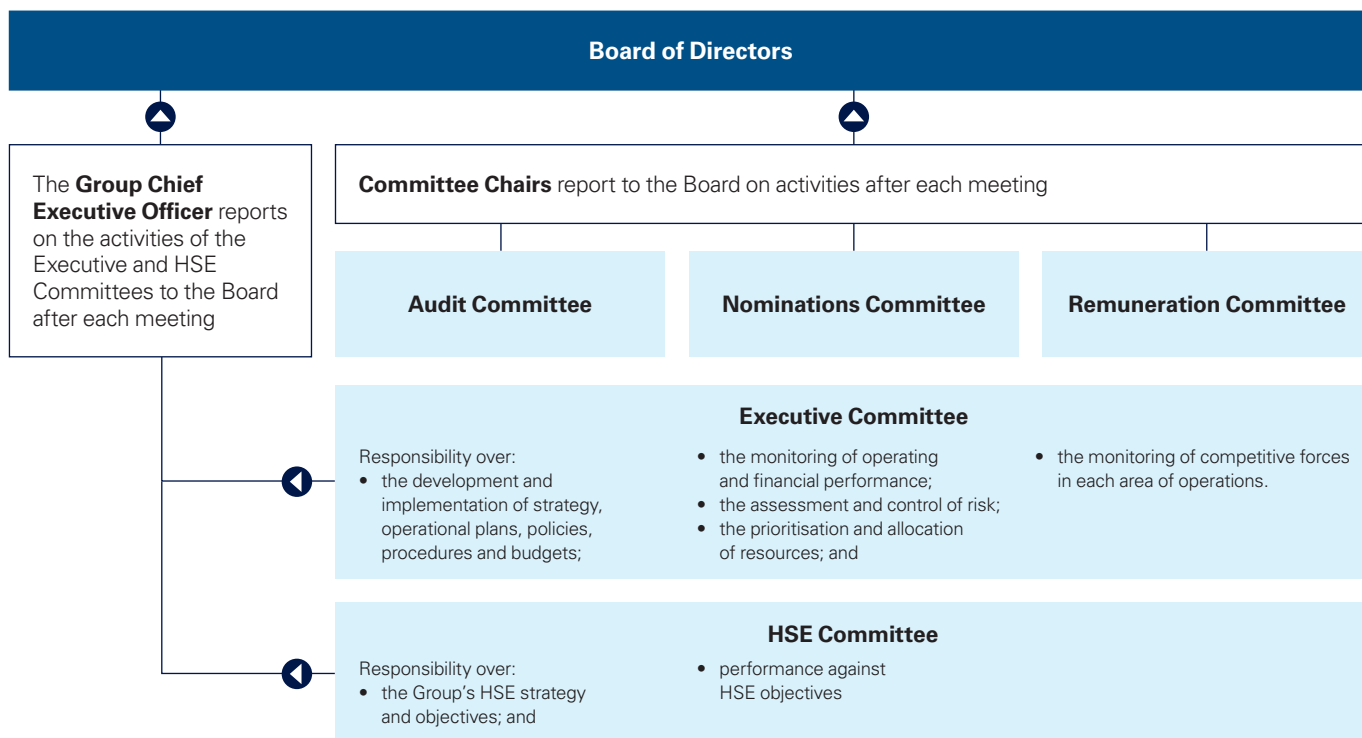 Board of Directors
The Group Chief
Executive Officer reports
on the activities of the
Executive and HSE
Committees to the Board
after each meeting
Committee Chairs report to the Board on activities after each meeting
Audit Committee
Nominations Committee
Remuneration Committee
Executive Committee
Responsibility over:
• the development and
implementation of strategy,
operational plans, policies,
procedures and budgets;
• the monitoring of operating
and financial performance;
• the assessment and control of risk;
• the prioritisation and allocation
of resources; and
• the monitoring of competitive forces
in each area of operations.
HSE Committee
Responsibility over:
• the Group's HSE strategy
and objectives; and
• performance against
HSE objectives